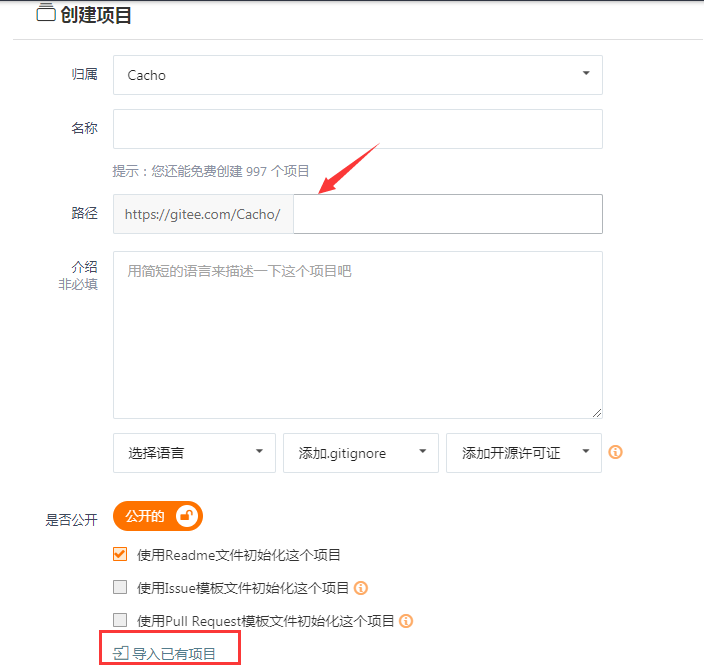 创建项目
归属 Cacho
名称
提示：您还能免费创建 997 个项目
路径 https://gitee.com/Cacho/
介绍 用简短的语言来描述一下这个项目吧
非必填
选择语言 添加.gitignore 添加开源许可证
是否公开 公开的
使用Readme文件初始化这个项目
使用Issue模板文件初始化这个项目
使用Pull Request模板文件初始化这个项目
导入已有项目